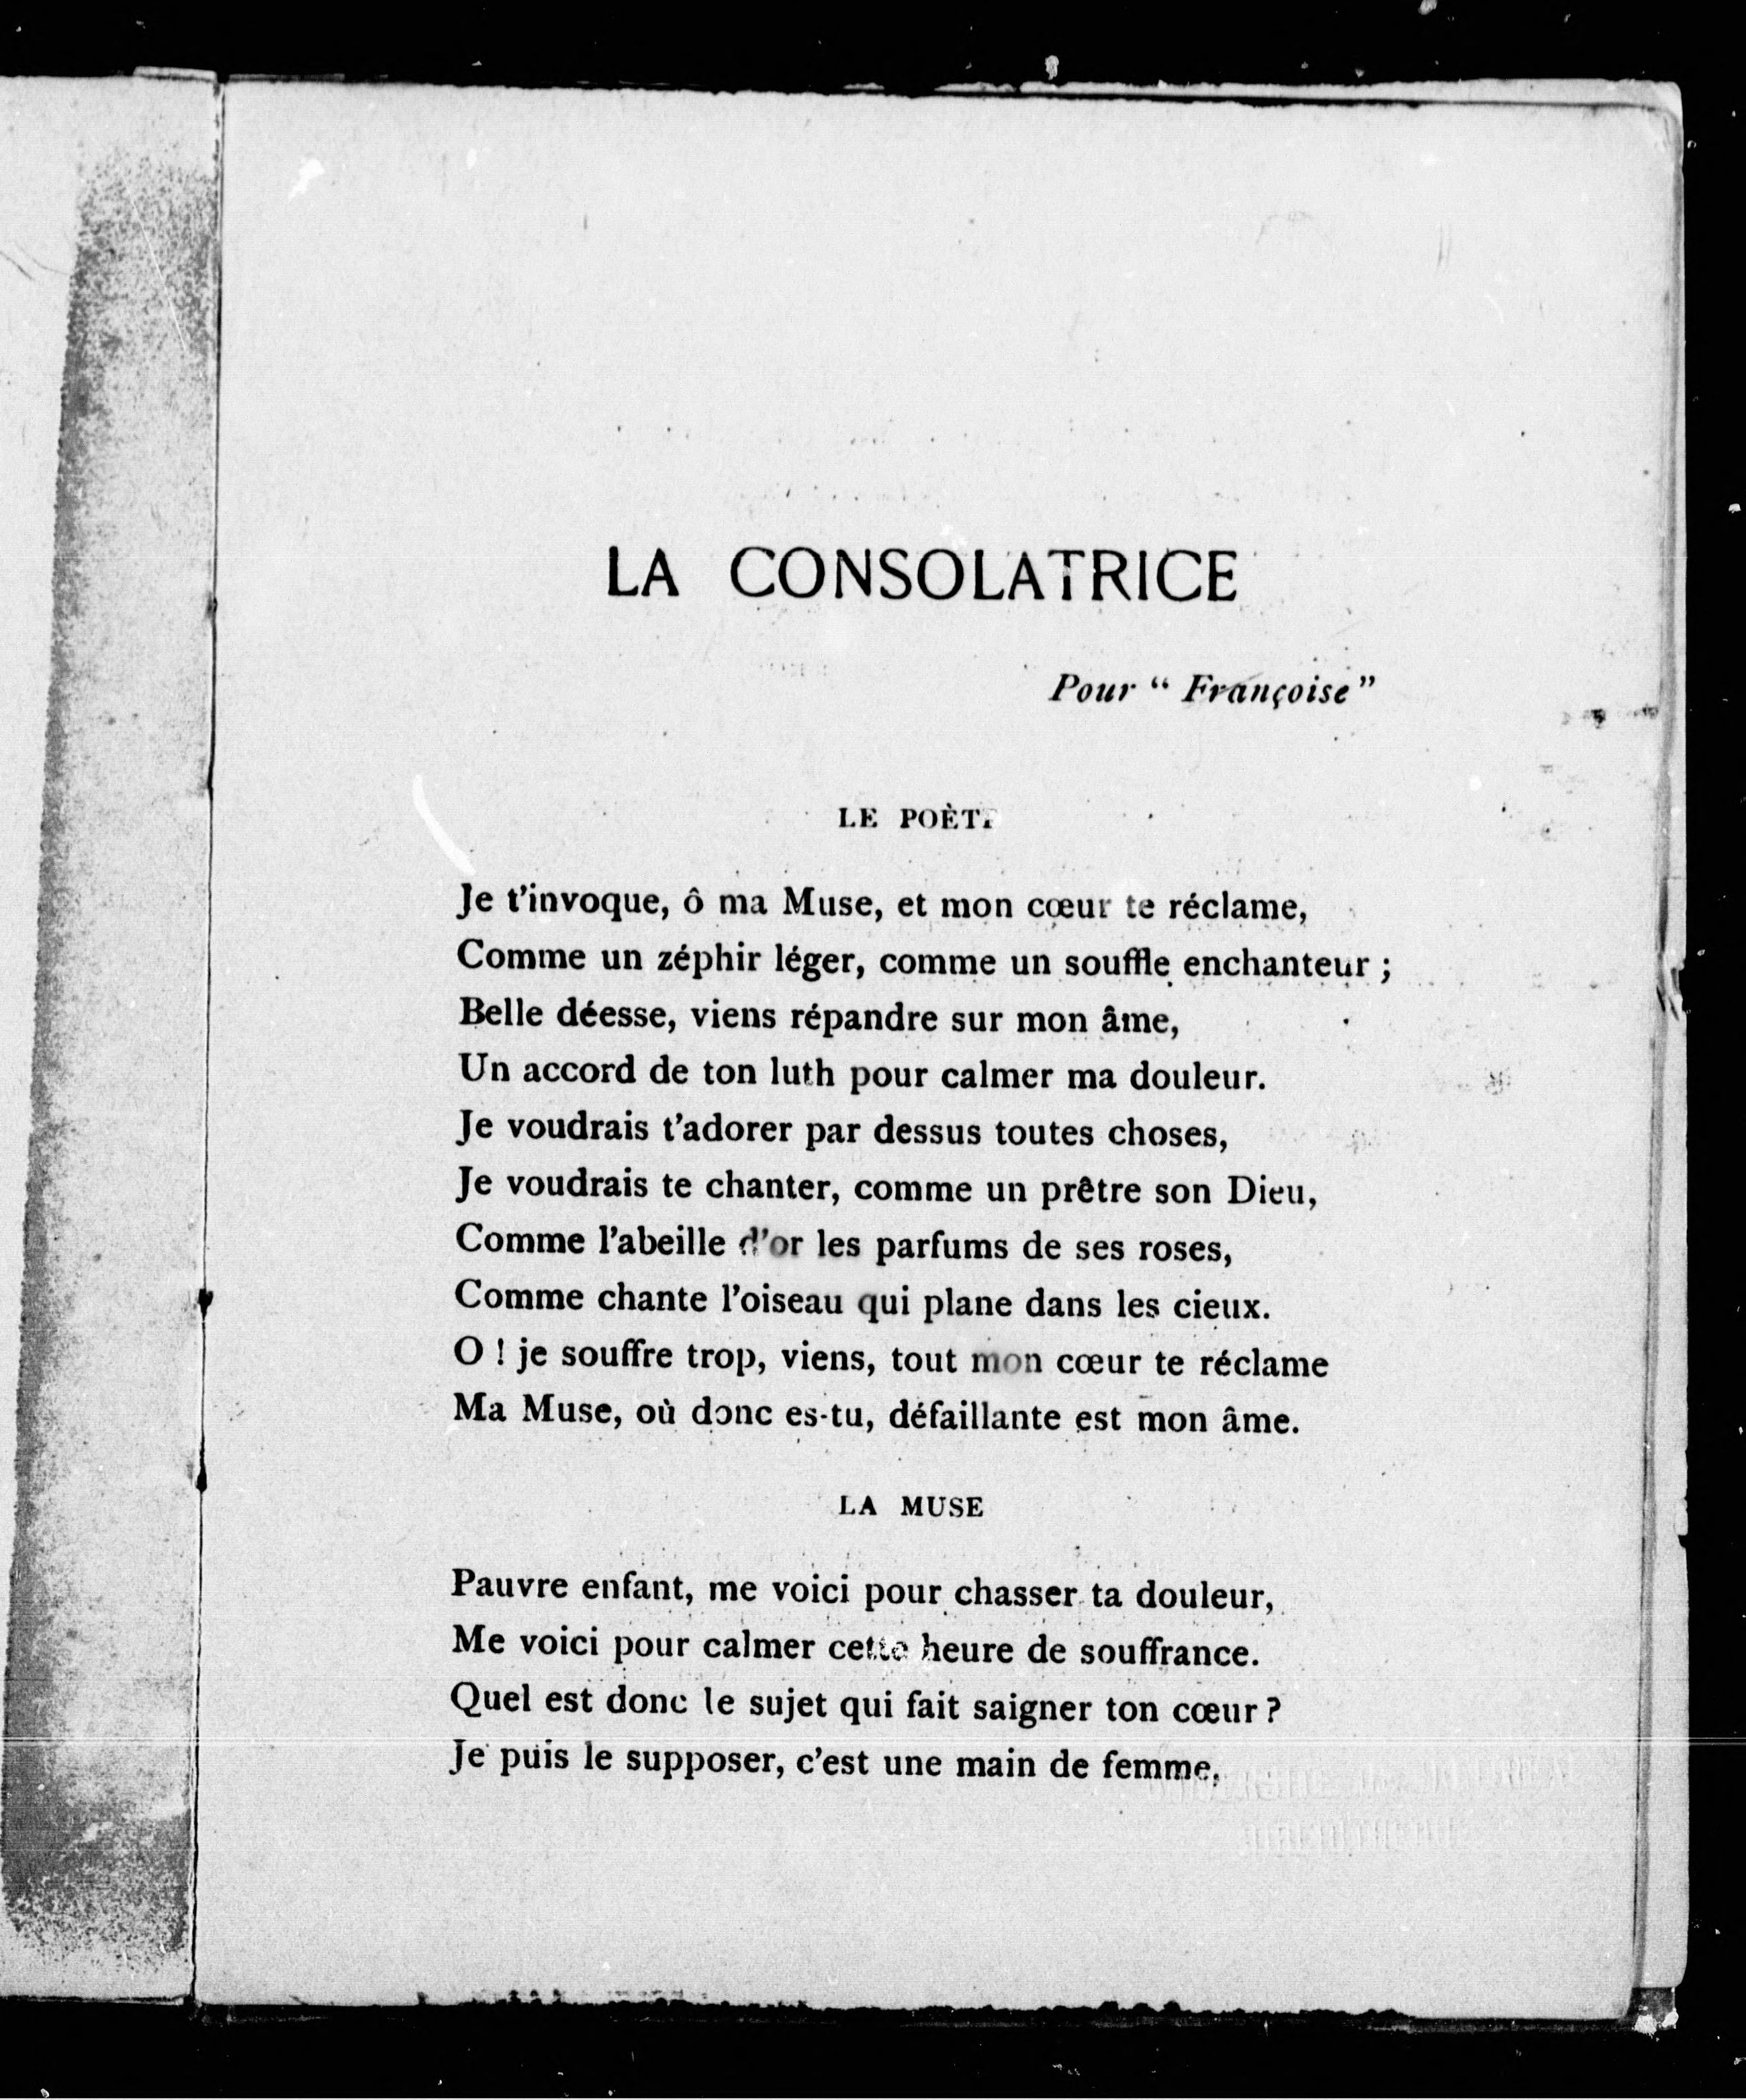 LA CONSOLATRICE
Pour “ Françoise ”
LE POÈTE
Je t’invoque, ô ma Muse, et mon cœur te réclame,
Comme un zéphir léger, comme un souffle enchanteur ;
Belle déesse, viens répandre sur mon âme,
Un accord de ton luth pour calmer ma douleur.
Je voudrais t’adorer par dessus toutes choses,
Je voudrais te chanter, comme un prêtre son Dieu,
Comme l’abeille d’or les parfums de ses roses,
Comme chante l’oiseau qui plane dans les cieux.
O ! je souffre trop, viens, tout mon cœur te réclame
Ma Muse, où donc es-tu, défaillante est mon âme.
LA MUSE
Pauvre enfant, me voici pour chasser ta douleur,
Me voici pour calmer cette heure de souffrance.
Quel est donc le sujet qui fait saigner ton cœur ?
Je puis le supposer, c’est une main de femme,